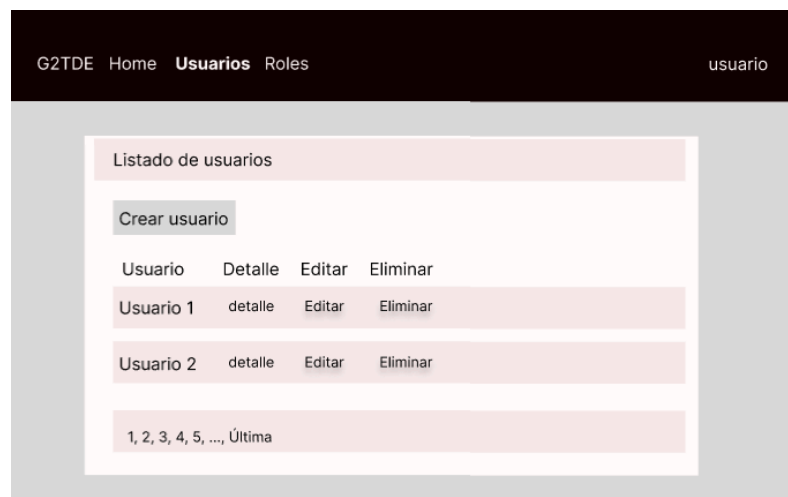 G2TDE Home Usuarios Roles usuario
Listado de usuarios
Crear usuario
Usuario Detalle Editar Eliminar
Usuario 1 detalle Editar Eliminar
Usuario 2 detalle Editar Eliminar
1, 2, 3, 4, 5, ..., Última